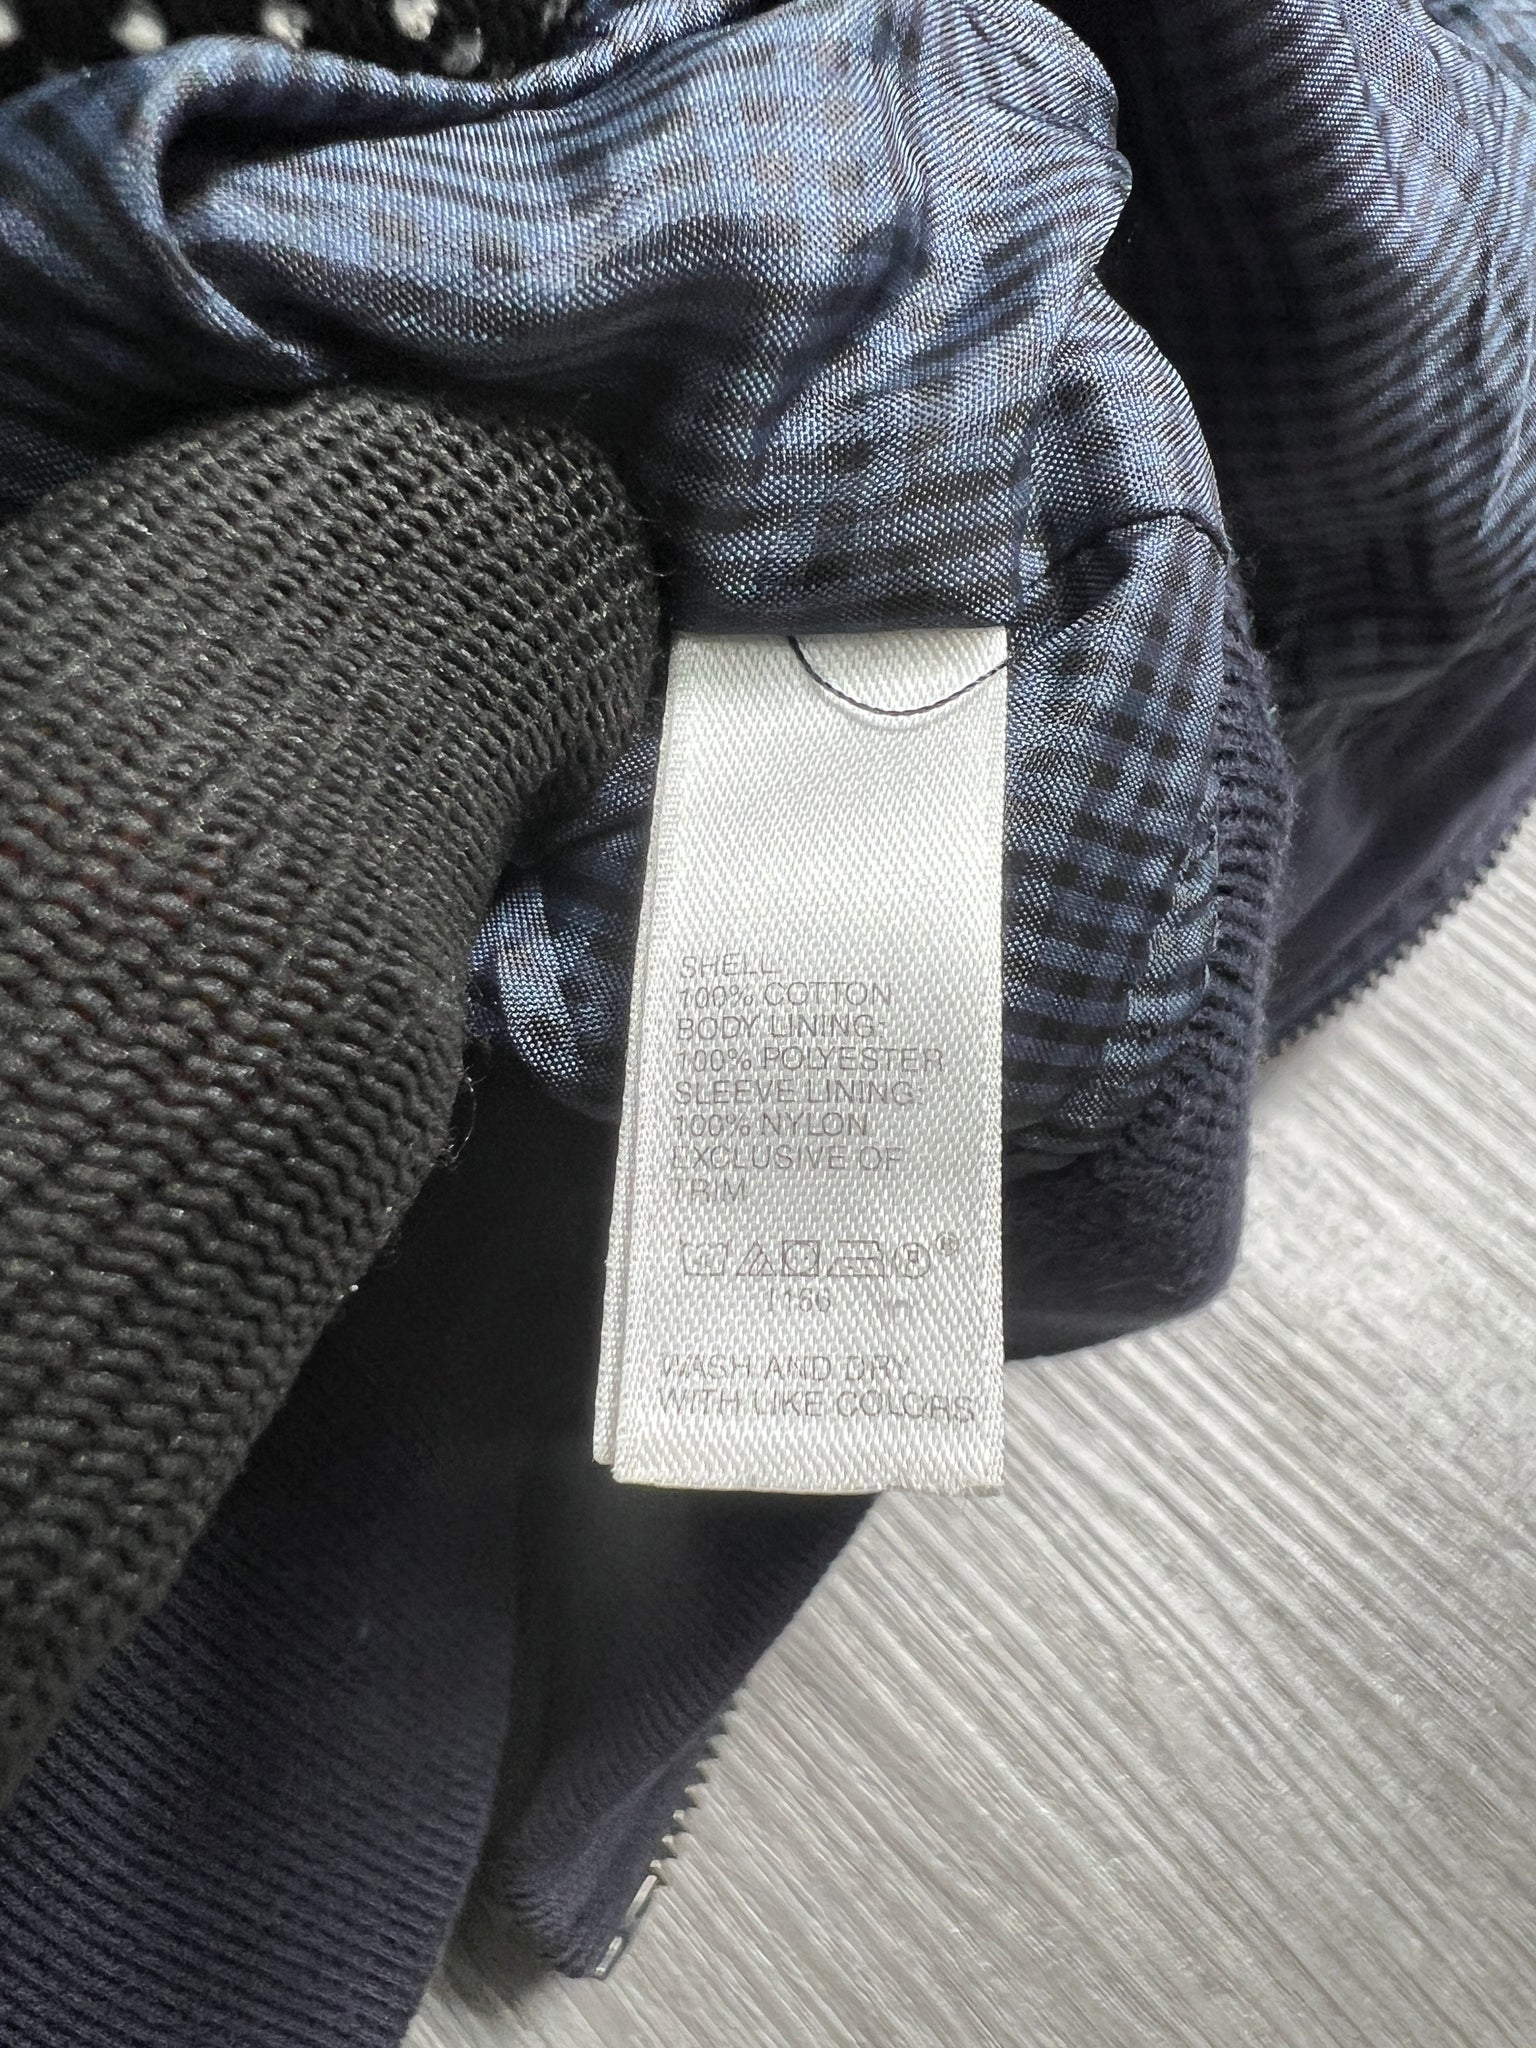 SHELL:
100% COTTON
BODY LINING:
100% POLYESTER
SLEEVE LINING:
100% NYLON
EXCLUSIVE OF
TRIM
1166
WASH AND DRY
WITH LIKE COLORS